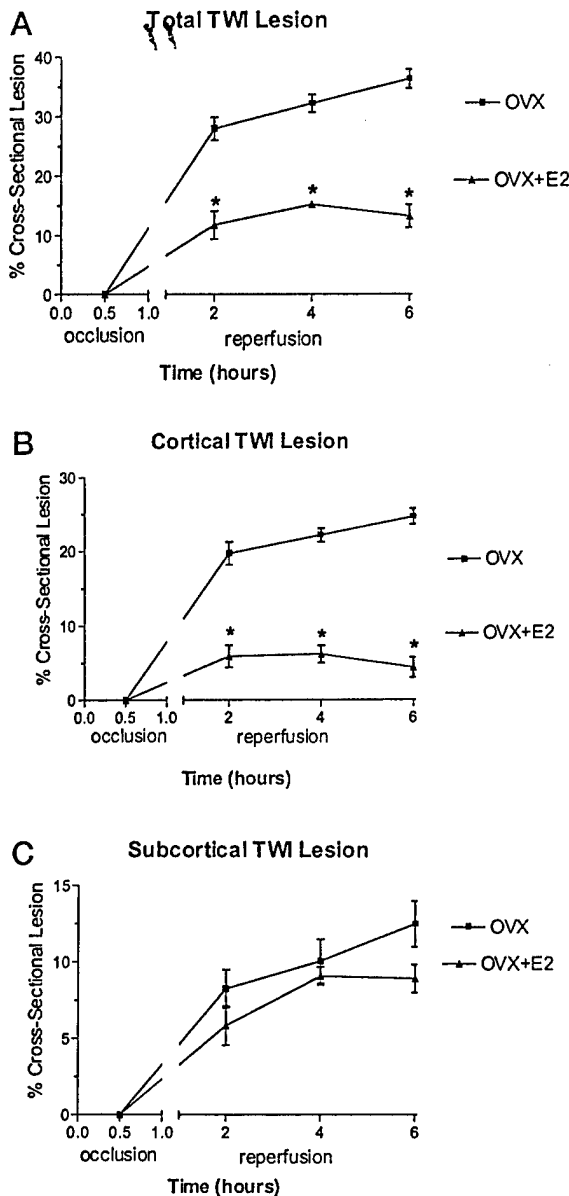 A
Total TWI Lesion
% Cross-Sectional Lesion
40
30
20
10
0
*
*
*
OVX
OVX+E2
0.0 0.5 1.0 2 4 6
occlusion reperfusion
Time (hours)
B
Cortical TWI Lesion
% Cross-Sectional Lesion
30
20
10
0
*
*
*
OVX
OVX+E2
0.0 0.5 1.0 2 4 6
occlusion reperfusion
Time (hours)
C
Subcortical TWI Lesion
% Cross-Sectional Lesion
15
10
5
0
OVX
OVX+E2
0.0 0.5 1.0 2 4 6
occlusion reperfusion
Time (hours)